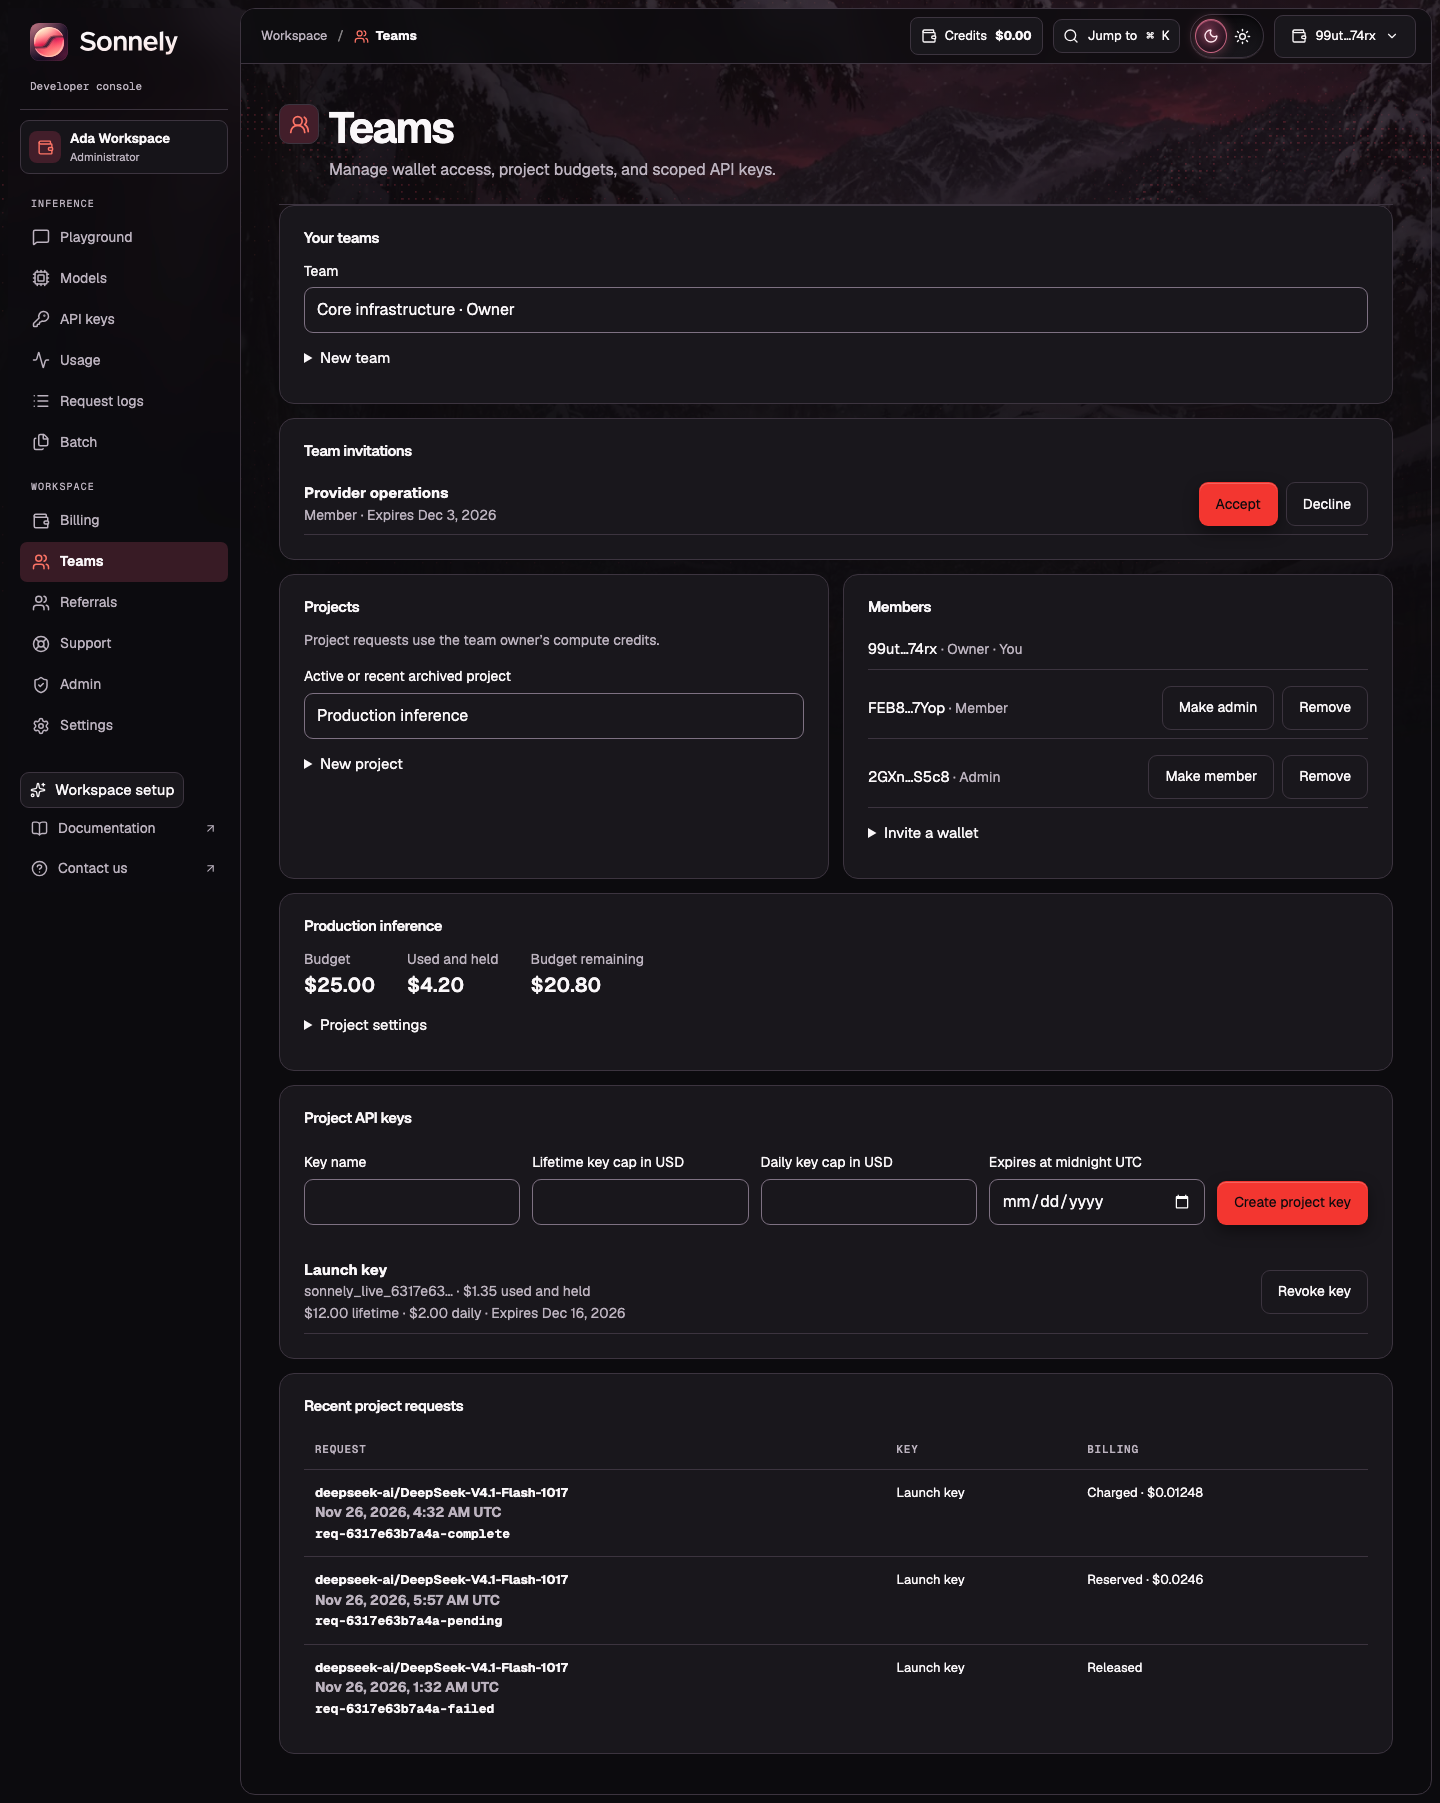 Sonnely
Developer console
Ada Workspace
Administrator
INFERENCE
Playground
Models
API keys
Usage
Request logs
Batch
WORKSPACE
Billing
Teams
Referrals
Support
Admin
Settings
Workspace setup
Documentation
Contact us
Workspace / Teams
Credits $0.00
Jump to ⌘ K
99ut…74rx
Teams
Manage wallet access, project budgets, and scoped API keys.
Your teams
Team
Core infrastructure · Owner
New team
Team invitations
Provider operations
Member · Expires Dec 3, 2026
Accept
Decline
Projects
Project requests use the team owner's compute credits.
Active or recent archived project
Production inference
New project
Members
99ut…74rx · Owner · You
FEB8…7Yop · Member
Make admin
Remove
2GXn…S5c8 · Admin
Make member
Remove
Invite a wallet
Production inference
Budget
$25.00
Used and held
$4.20
Budget remaining
$20.80
Project settings
Project API keys
Key name
Lifetime key cap in USD
Daily key cap in USD
Expires at midnight UTC
mm/dd/yyyy
Create project key
Launch key
sonnely_live_6317e63… · $1.35 used and held
$12.00 lifetime · $2.00 daily · Expires Dec 16, 2026
Revoke key
Recent project requests
REQUEST KEY BILLING
deepseek-ai/DeepSeek-V4.1-Flash-1017 Launch key Charged · $0.01248
Nov 26, 2026, 4:32 AM UTC
req-6317e63b7a4a-complete
deepseek-ai/DeepSeek-V4.1-Flash-1017 Launch key Reserved · $0.0246
Nov 26, 2026, 5:57 AM UTC
req-6317e63b7a4a-pending
deepseek-ai/DeepSeek-V4.1-Flash-1017 Launch key Released
Nov 26, 2026, 1:32 AM UTC
req-6317e63b7a4a-failed